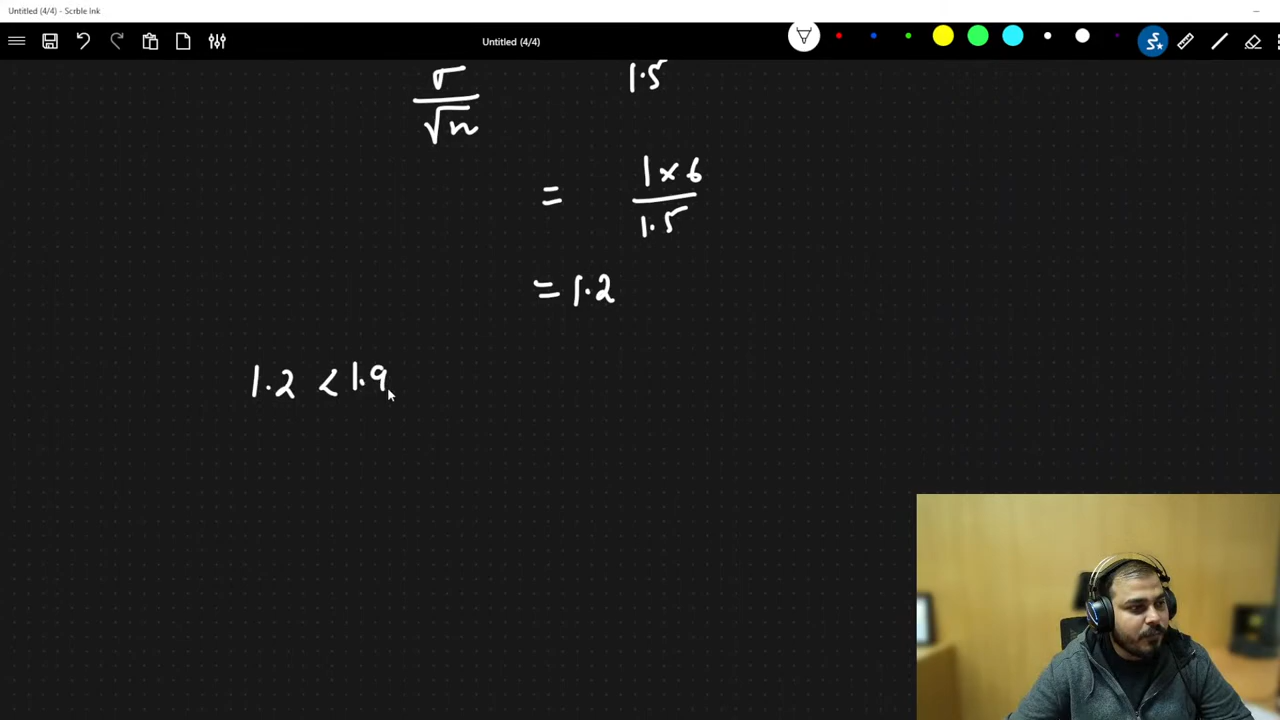 Untitled (4/4) - Scrble Ink
Untitled (4/4)
σ 1.5
√n
1 × 6
=
1.5
= 1.2
1.2 < 1.9